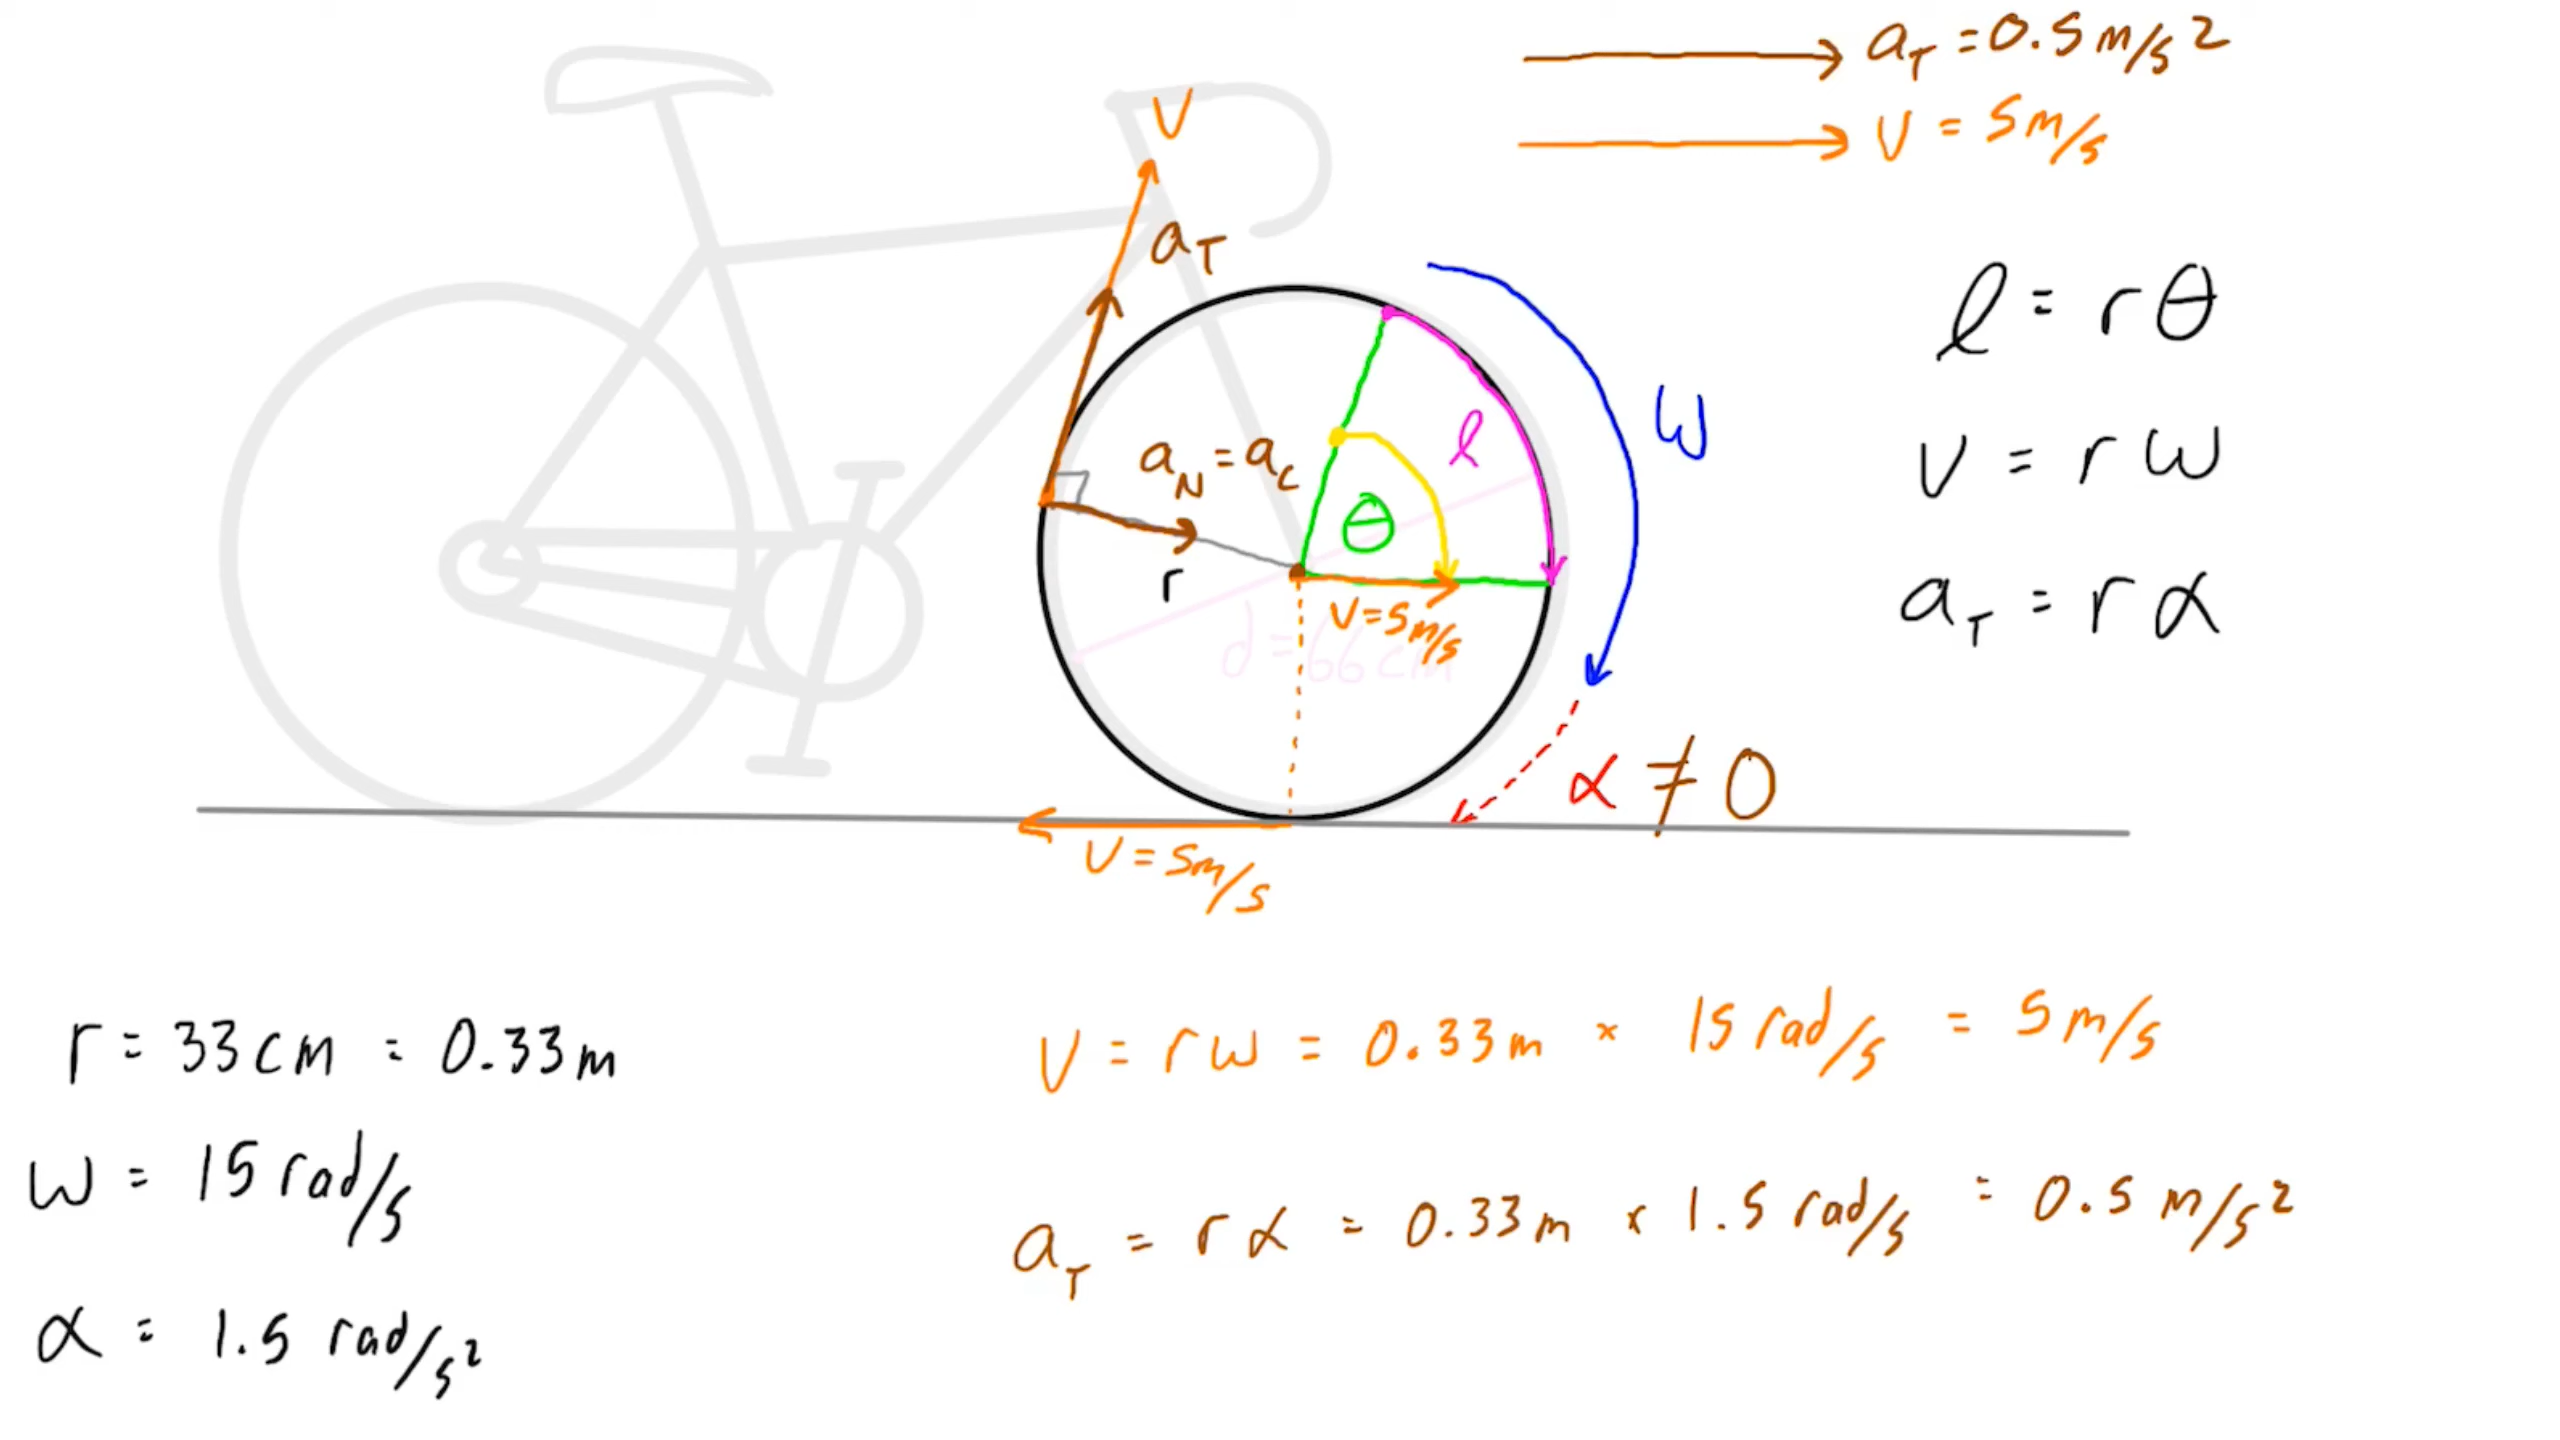 a_T = 0.5 m/s²
V = 5 m/s
V
a_T
l = rθ
ω
l
a_N = a_c
V = rω
θ
r
V = 5 m/s
a_T = rα
d = 66 cm
α ≠ 0
V = 5 m/s
r = 33 cm = 0.33 m
V = rω = 0.33 m × 15 rad/s = 5 m/s
ω = 15 rad/s
a_T = rα = 0.33 m × 1.5 rad/s = 0.5 m/s²
α = 1.5 rad/s²